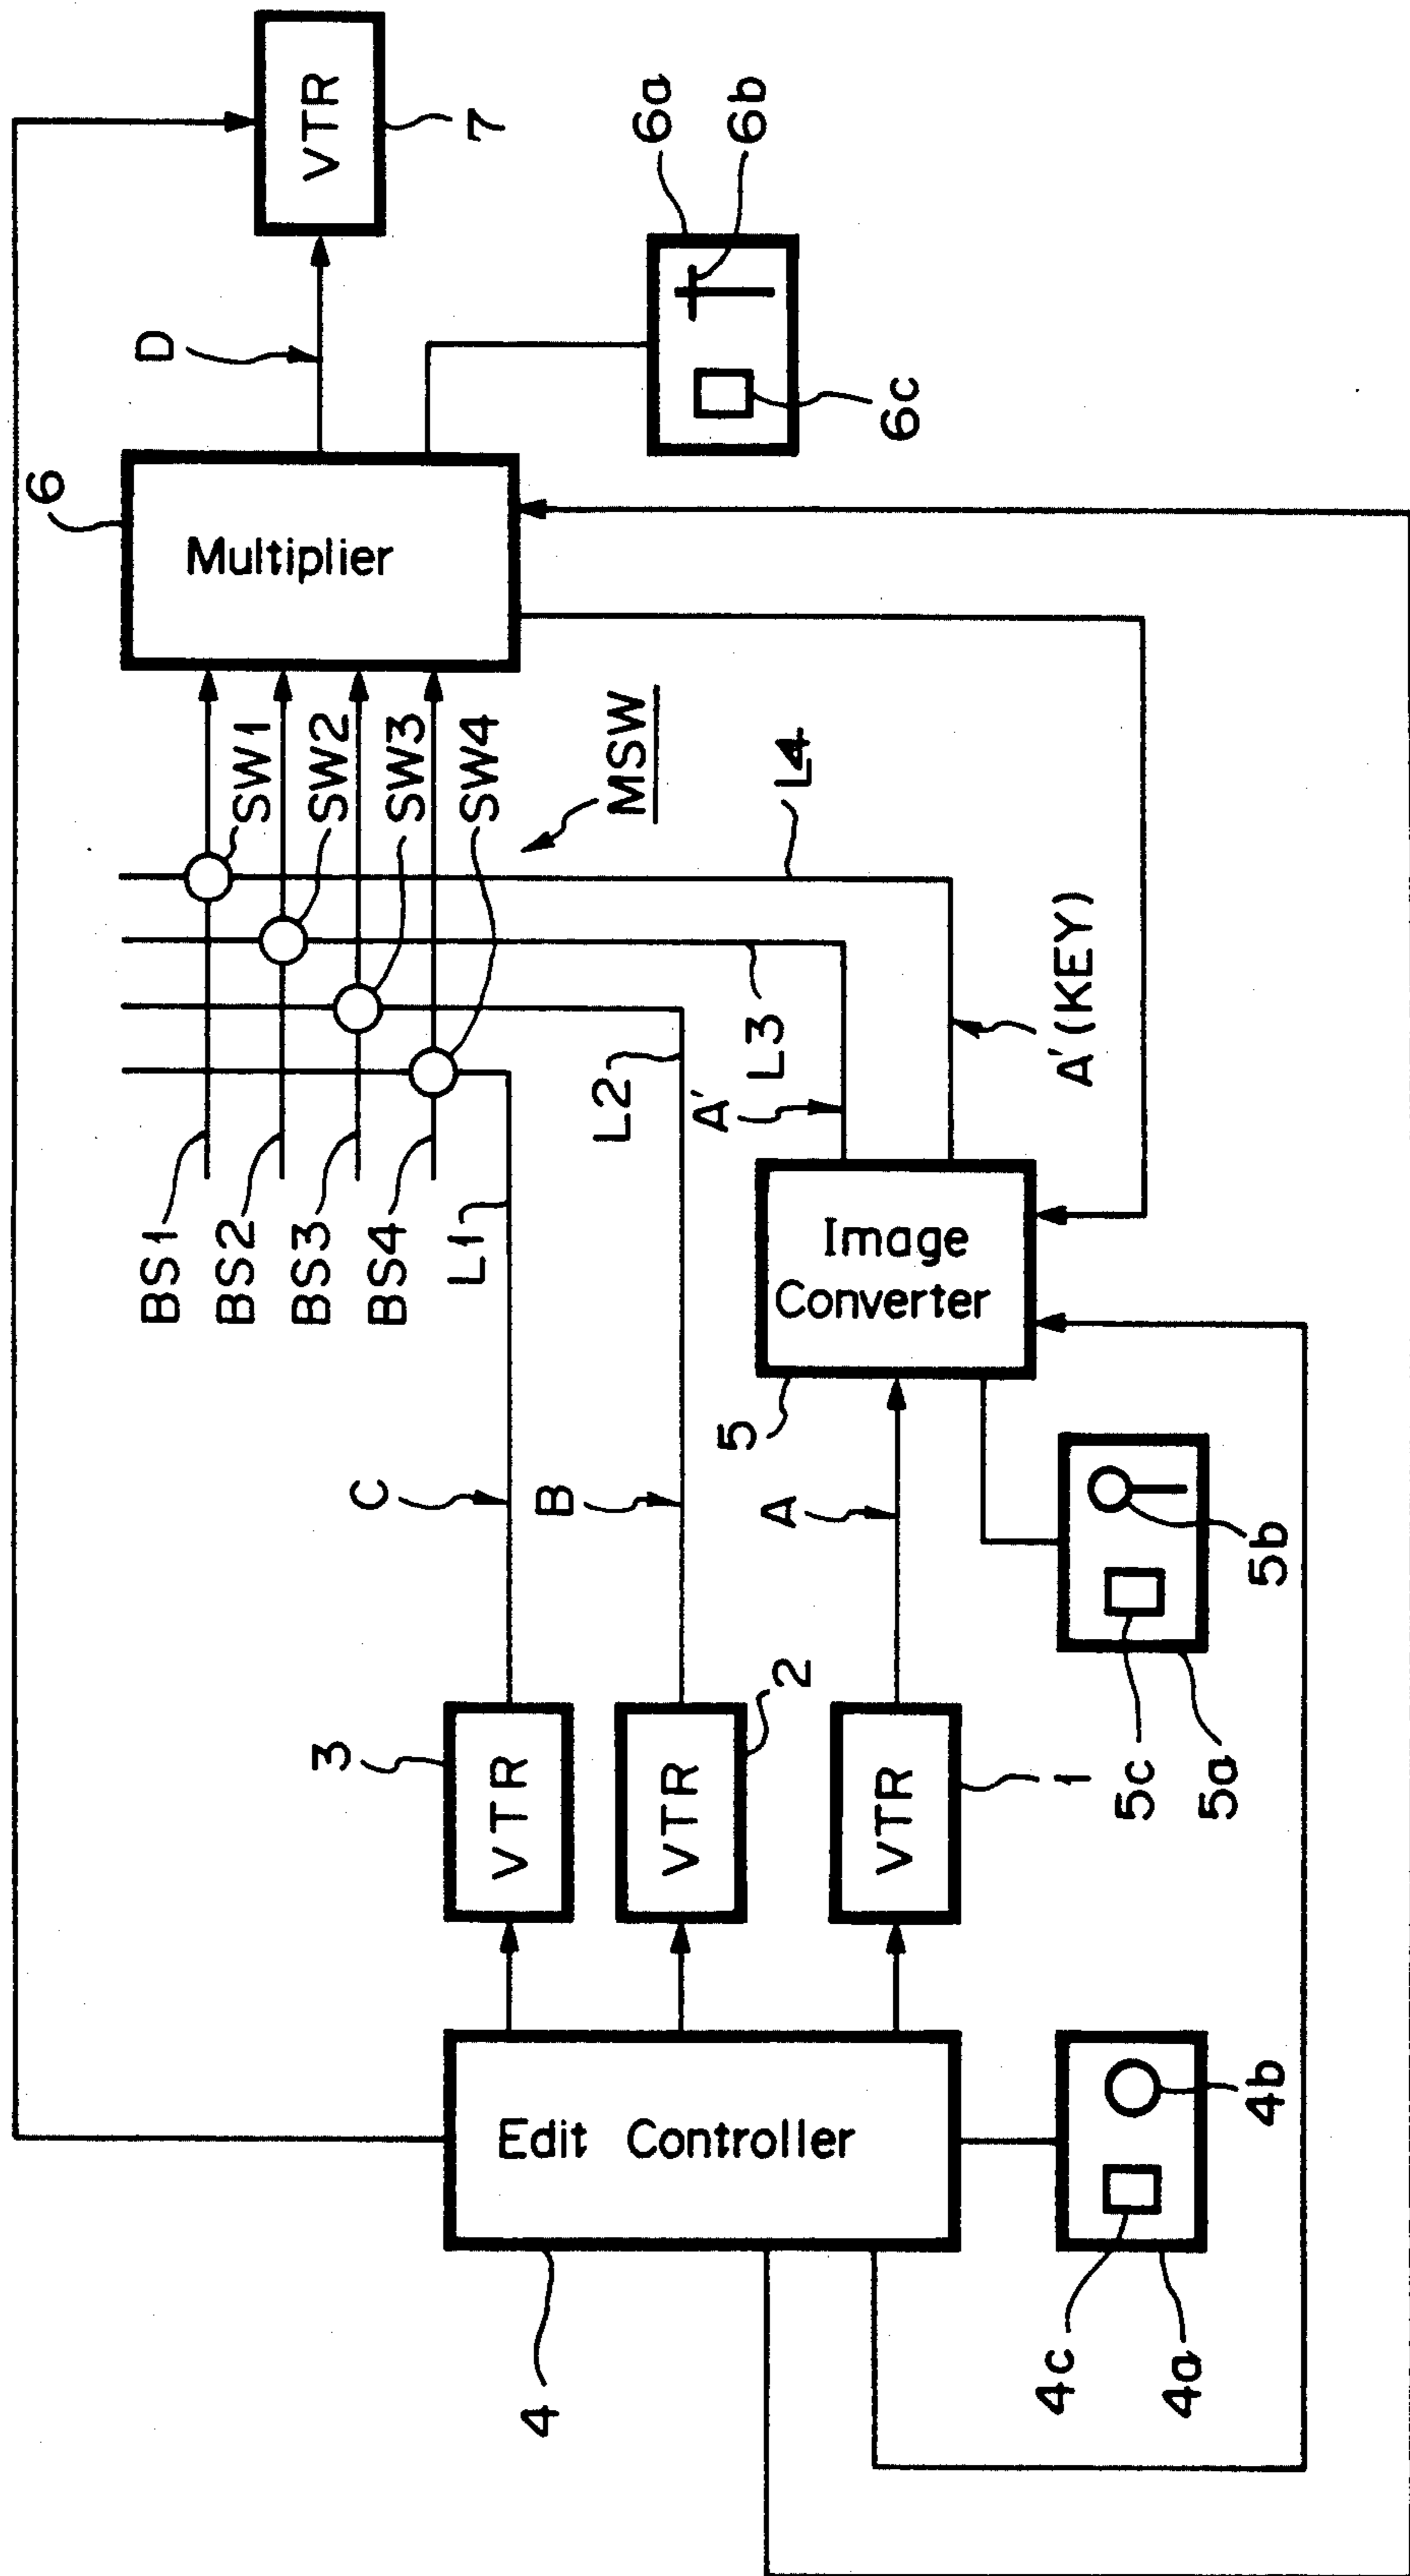 VTR
7
D
6
Multiplier
6a
6b
6c
SW1
SW2
SW3
SW4
MSW
L4
BS1
BS2
BS3
BS4
L1
L2
L3
A'
A'(KEY)
Image
Converter
5
C
B
A
5b
5c
5a
3
VTR
2
VTR
VTR
1
Edit Controller
4
4b
4c
4a